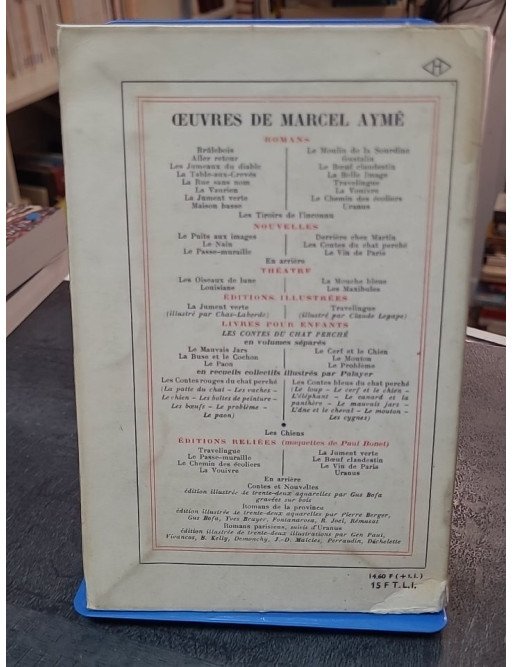 H
ŒUVRES DE MARCEL AYMÉ
ROMANS
Brûlebois
Aller retour
Les Jumeaux du diable
La Table-aux-Crevés
La Rue sans nom
Le Vaurien
La Jument verte
Maison basse
Le Moulin de la Sourdine
Gustalin
Le Bœuf clandestin
La Belle Image
Travelingue
La Vouivre
Le Chemin des écoliers
Uranus
Les Tiroirs de l'inconnu
NOUVELLES
Le Puits aux images
Le Nain
Le Passe-muraille
Derrière chez Martin
Les Contes du chat perché
Le Vin de Paris
En arrière
THÉATRE
Les Oiseaux de lune
Louisiane
La Mouche bleue
Les Maxibules
ÉDITIONS ILLUSTRÉES
La Jument verte
(illustré par Chas-Laborde)
Travelingue
(illustré par Claude Lepape)
LIVRES POUR ENFANTS
LES CONTES DU CHAT PERCHÉ
en volumes séparés
Le Mauvais Jars
La Buse et le Cochon
Le Paon
Le Cerf et le Chien
Le Mouton
Le Problème
en recueils collectifs illustrés par Palayer
Les Contes rouges du chat perché
(La patte du chat – Les vaches –
Le chien – Les boîtes de peinture –
Les bœufs – Le problème –
Le paon)
Les Contes bleus du chat perché
(Le loup – Le cerf et le chien –
L'éléphant – Le canard et la
panthère – Le mauvais jars –
L'âne et le cheval – Le mouton –
Les cygnes)
Les Chiens
ÉDITIONS RELIÉES (maquettes de Paul Bonet)
Travelingue
Le Passe-muraille
Le Chemin des écoliers
La Vouivre
La Jument verte
Le Bœuf clandestin
Le Vin de Paris
Uranus
En arrière
Contes et Nouvelles
édition illustrée de trente-deux aquarelles par Gus Bofa
gravées sur bois
Romans de la province
édition illustrée de trente-deux aquarelles par Pierre Berger,
Gus Bofa, Yves Brayer, Fontanarosa, R. Joël, Rémusat
Romans parisiens, suivis d'Uranus
édition illustrée de trente-deux illustrations par Gen Paul,
Vivancos, B. Kelly, Demonchy, J.-D. Malclès, Perraudin, Déchelette
14,60 F (+ t.l.)
15 F T.L.I.